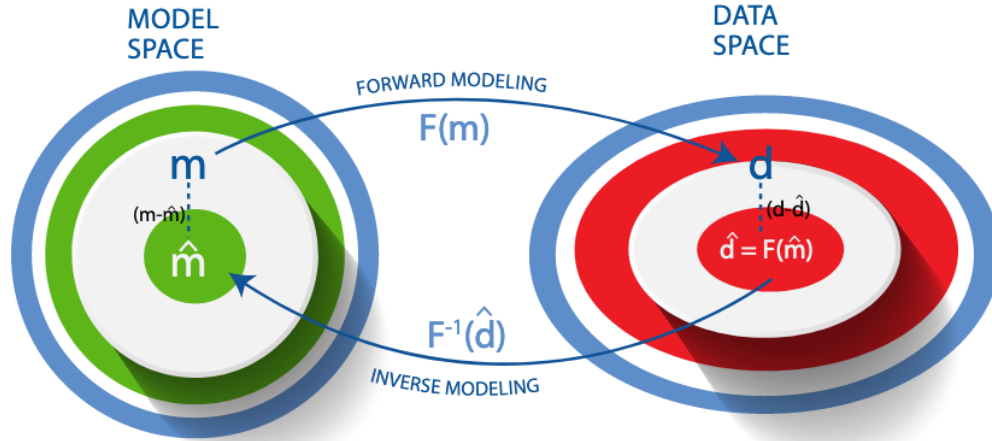 MODEL
SPACE
DATA
SPACE
FORWARD MODELING
F(m)
m
d
(m-m̂)
(d-d̂)
m̂
d̂ = F(m̂)
F⁻¹(d̂)
INVERSE MODELING